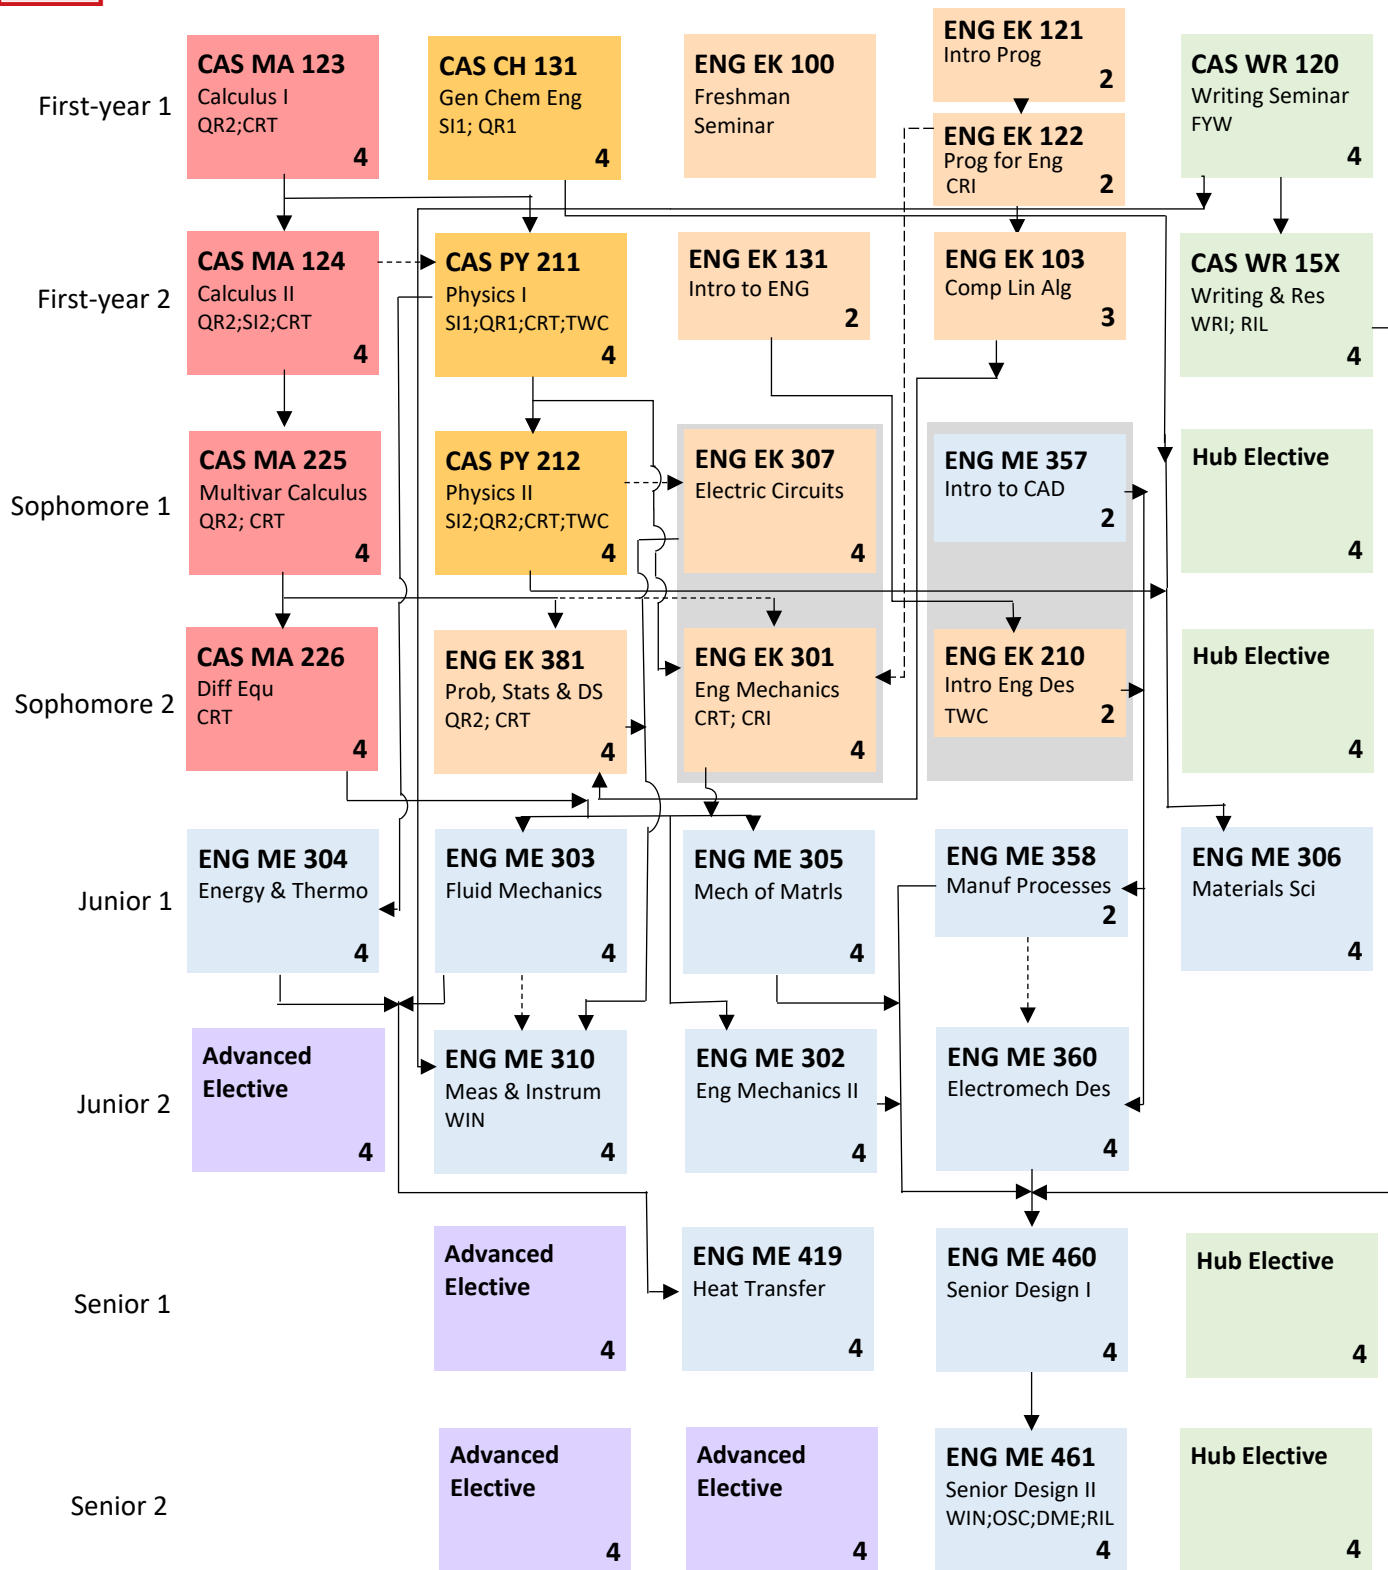 First-year 1
CAS MA 123
Calculus I
QR2;CRT
4
CAS CH 131
Gen Chem Eng
SI1; QR1
4
ENG EK 100
Freshman
Seminar
ENG EK 121
Intro Prog
2
ENG EK 122
Prog for Eng
CRI
2
CAS WR 120
Writing Seminar
FYW
4
First-year 2
CAS MA 124
Calculus II
QR2;SI2;CRT
4
CAS PY 211
Physics I
SI1;QR1;CRT;TWC
4
ENG EK 131
Intro to ENG
2
ENG EK 103
Comp Lin Alg
3
CAS WR 15X
Writing & Res
WRI; RIL
4
Sophomore 1
CAS MA 225
Multivar Calculus
QR2; CRT
4
CAS PY 212
Physics II
SI2;QR2;CRT;TWC
4
ENG EK 307
Electric Circuits
4
ENG ME 357
Intro to CAD
2
Hub Elective
4
Sophomore 2
CAS MA 226
Diff Equ
CRT
4
ENG EK 381
Prob, Stats & DS
QR2; CRT
4
ENG EK 301
Eng Mechanics
CRT; CRI
4
ENG EK 210
Intro Eng Des
TWC
2
Hub Elective
4
Junior 1
ENG ME 304
Energy & Thermo
4
ENG ME 303
Fluid Mechanics
4
ENG ME 305
Mech of Matrls
4
ENG ME 358
Manuf Processes
2
ENG ME 306
Materials Sci
4
Junior 2
Advanced
Elective
4
ENG ME 310
Meas & Instrum
WIN
4
ENG ME 302
Eng Mechanics II
4
ENG ME 360
Electromech Des
4
Senior 1
Advanced
Elective
4
ENG ME 419
Heat Transfer
4
ENG ME 460
Senior Design I
4
Hub Elective
4
Senior 2
Advanced
Elective
4
Advanced
Elective
4
ENG ME 461
Senior Design II
WIN;OSC;DME;RIL
4
Hub Elective
4